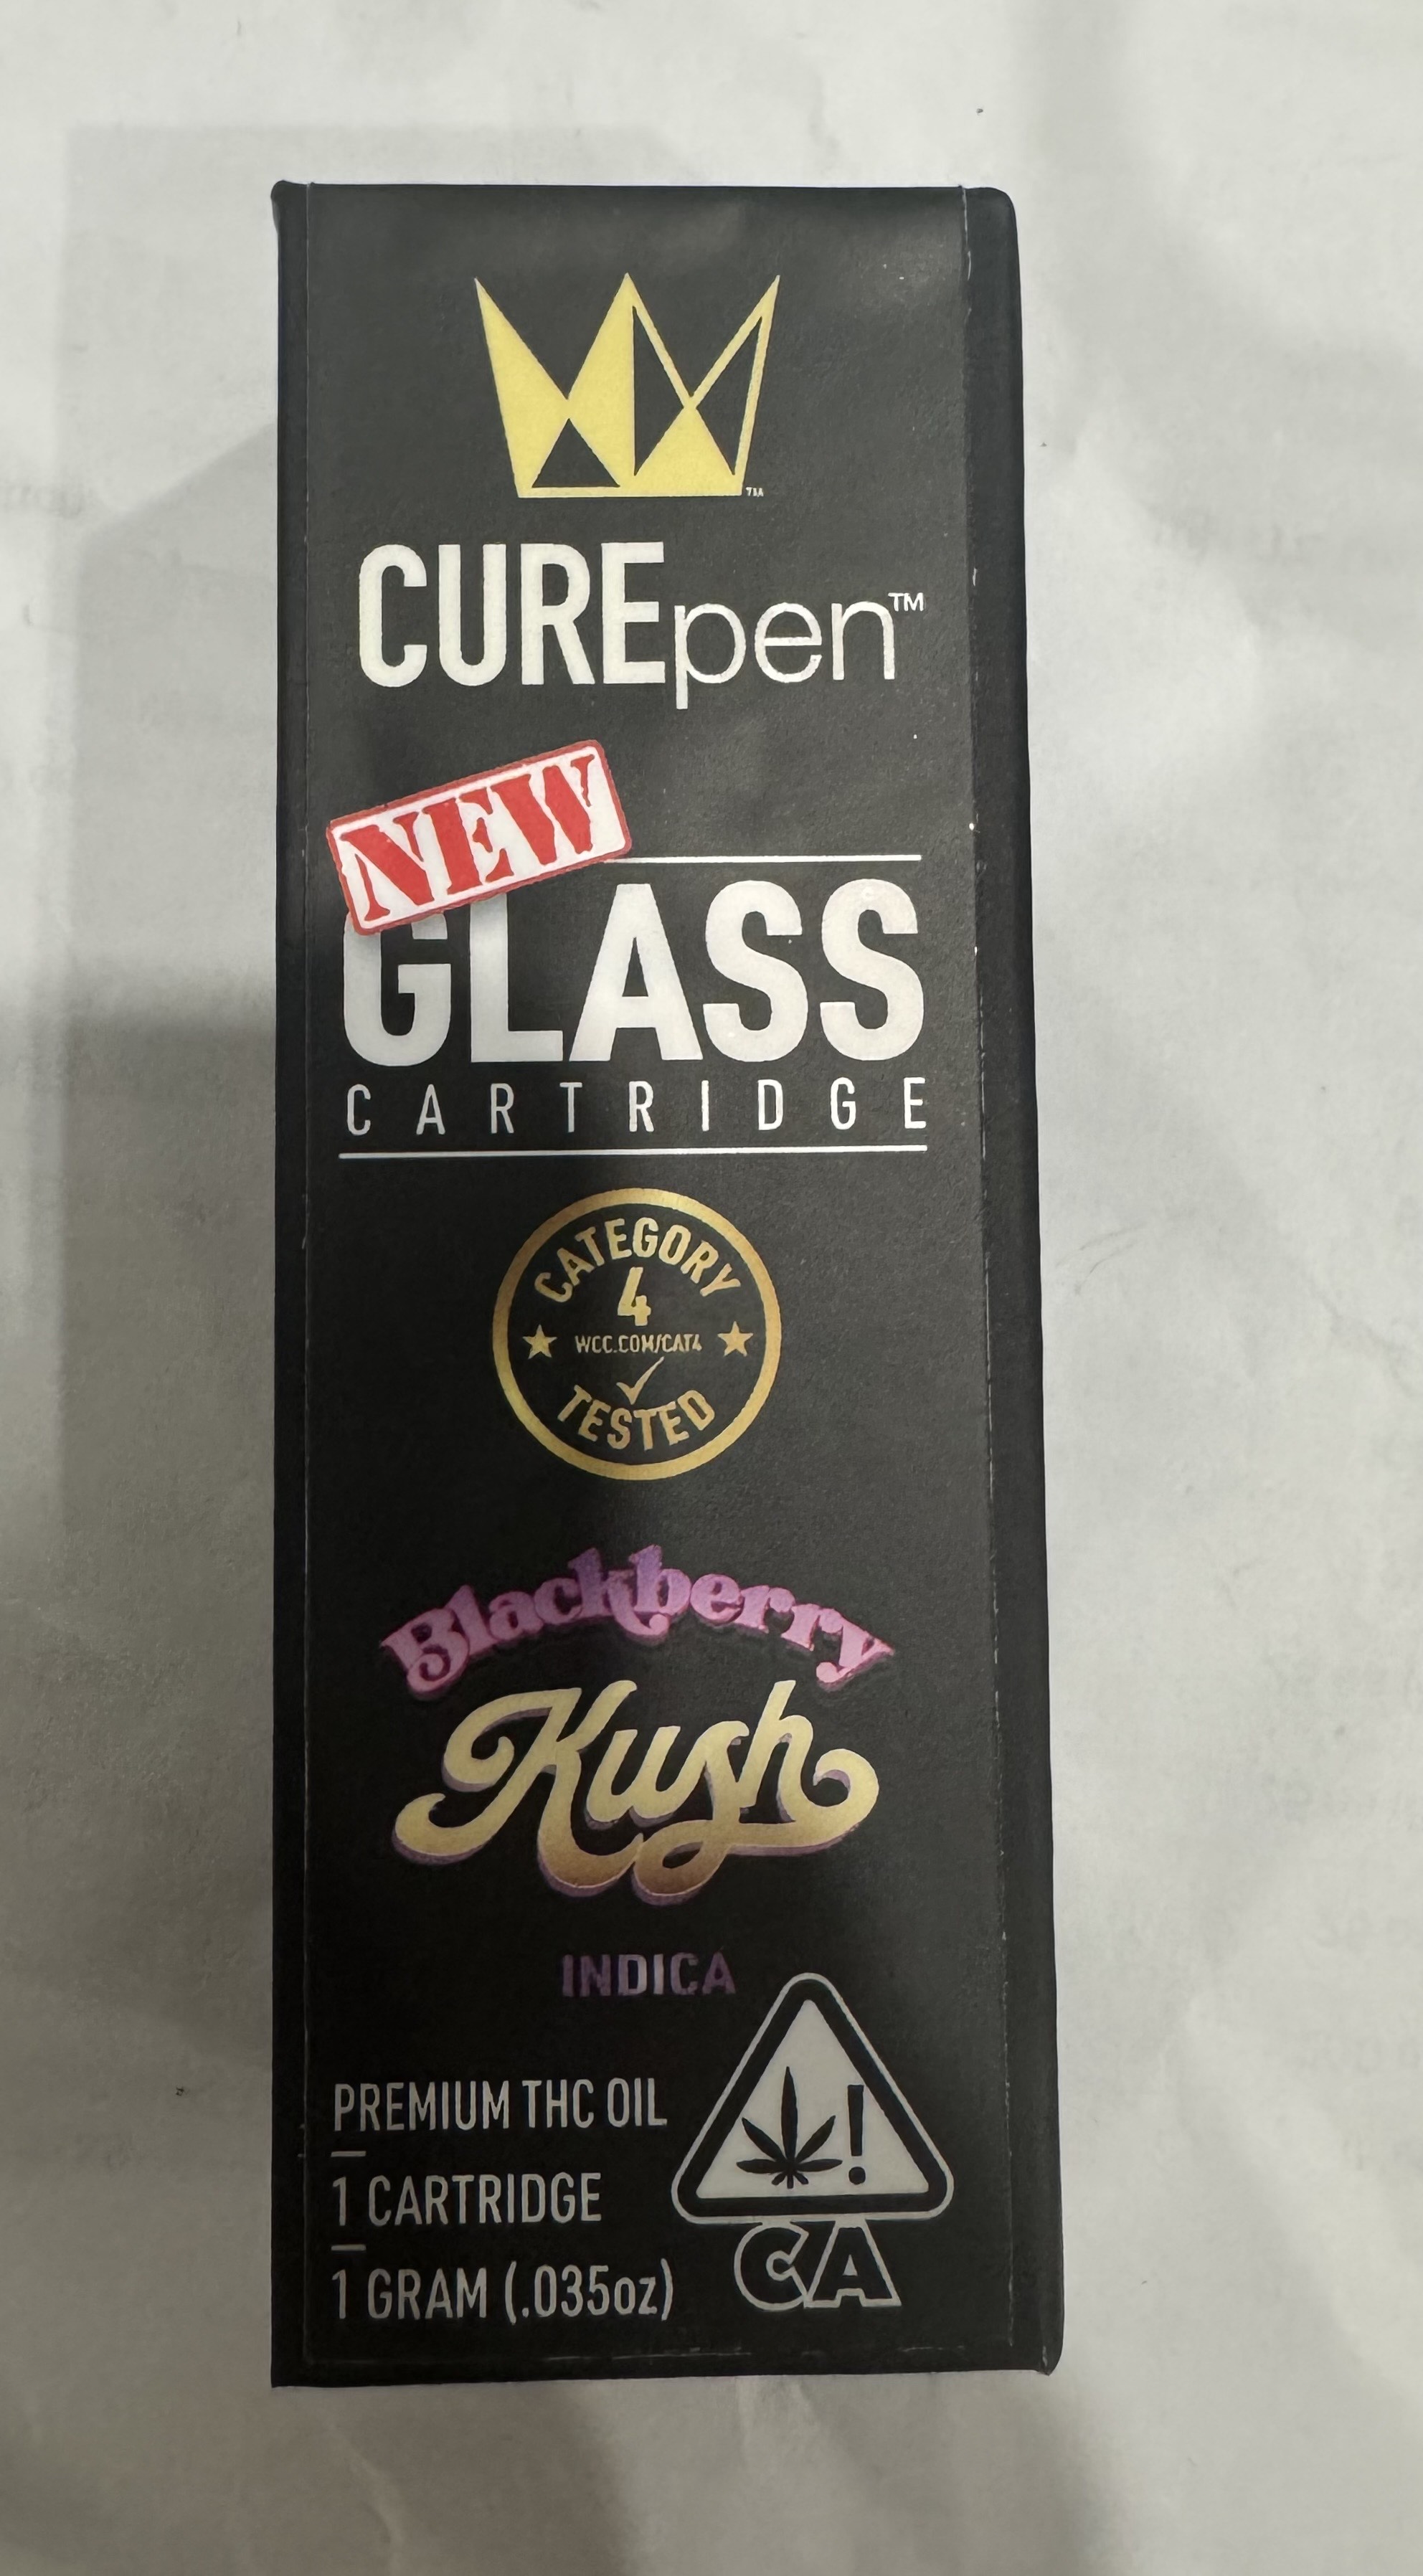 TM
CUREpen™
NEW
GLASS
CARTRIDGE
CATEGORY
4
WCC.COM/CAT4
TESTED
Blackberry
Kush
INDICA
PREMIUM THC OIL
1 CARTRIDGE
1 GRAM (.035oz)
!
CA